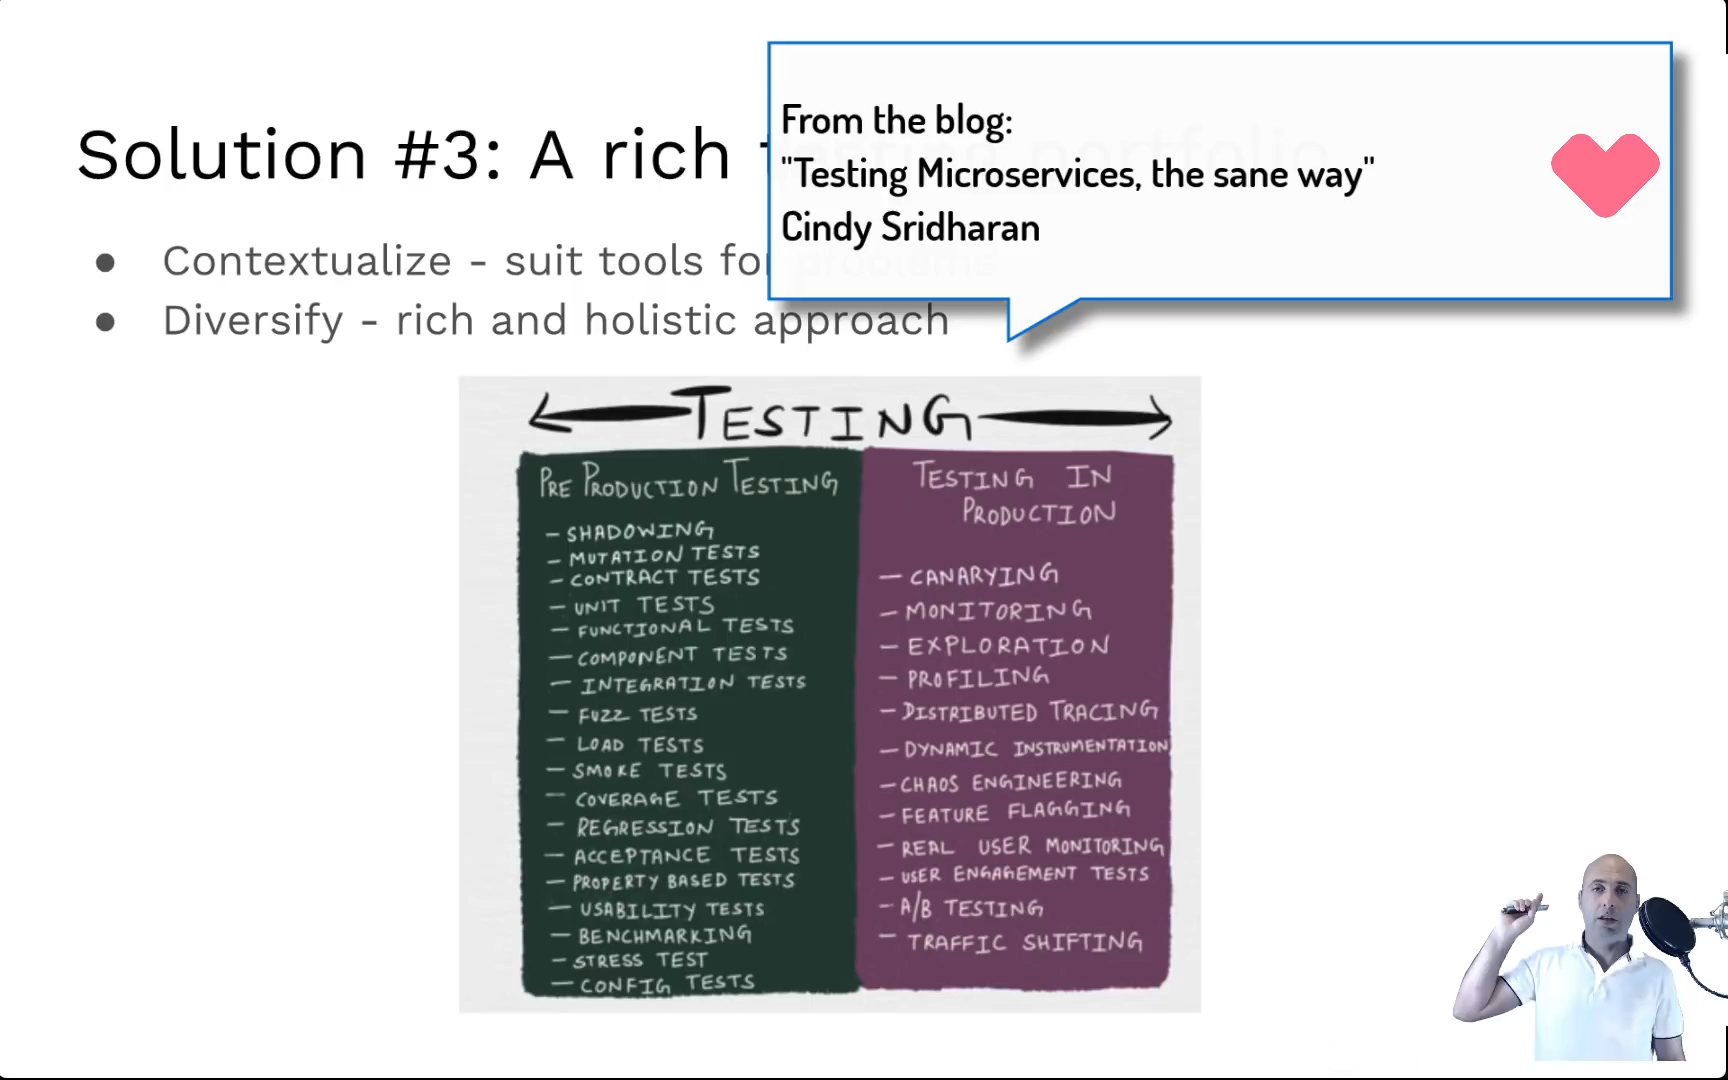 Solution #3: A rich testing portfolio
From the blog:
"Testing Microservices, the sane way"
Cindy Sridharan
● Contextualize - suit tools for problems
● Diversify - rich and holistic approach
TESTING
PRE PRODUCTION TESTING
- SHADOWING
- MUTATION TESTS
- CONTRACT TESTS
- UNIT TESTS
- FUNCTIONAL TESTS
- COMPONENT TESTS
- INTEGRATION TESTS
- FUZZ TESTS
- LOAD TESTS
- SMOKE TESTS
- COVERAGE TESTS
- REGRESSION TESTS
- ACCEPTANCE TESTS
- PROPERTY BASED TESTS
- USABILITY TESTS
- BENCHMARKING
- STRESS TEST
- CONFIG TESTS
TESTING IN
PRODUCTION
- CANARYING
- MONITORING
- EXPLORATION
- PROFILING
- DISTRIBUTED TRACING
- DYNAMIC INSTRUMENTATION
- CHAOS ENGINEERING
- FEATURE FLAGGING
- REAL USER MONITORING
- USER ENGAGEMENT TESTS
- A/B TESTING
- TRAFFIC SHIFTING